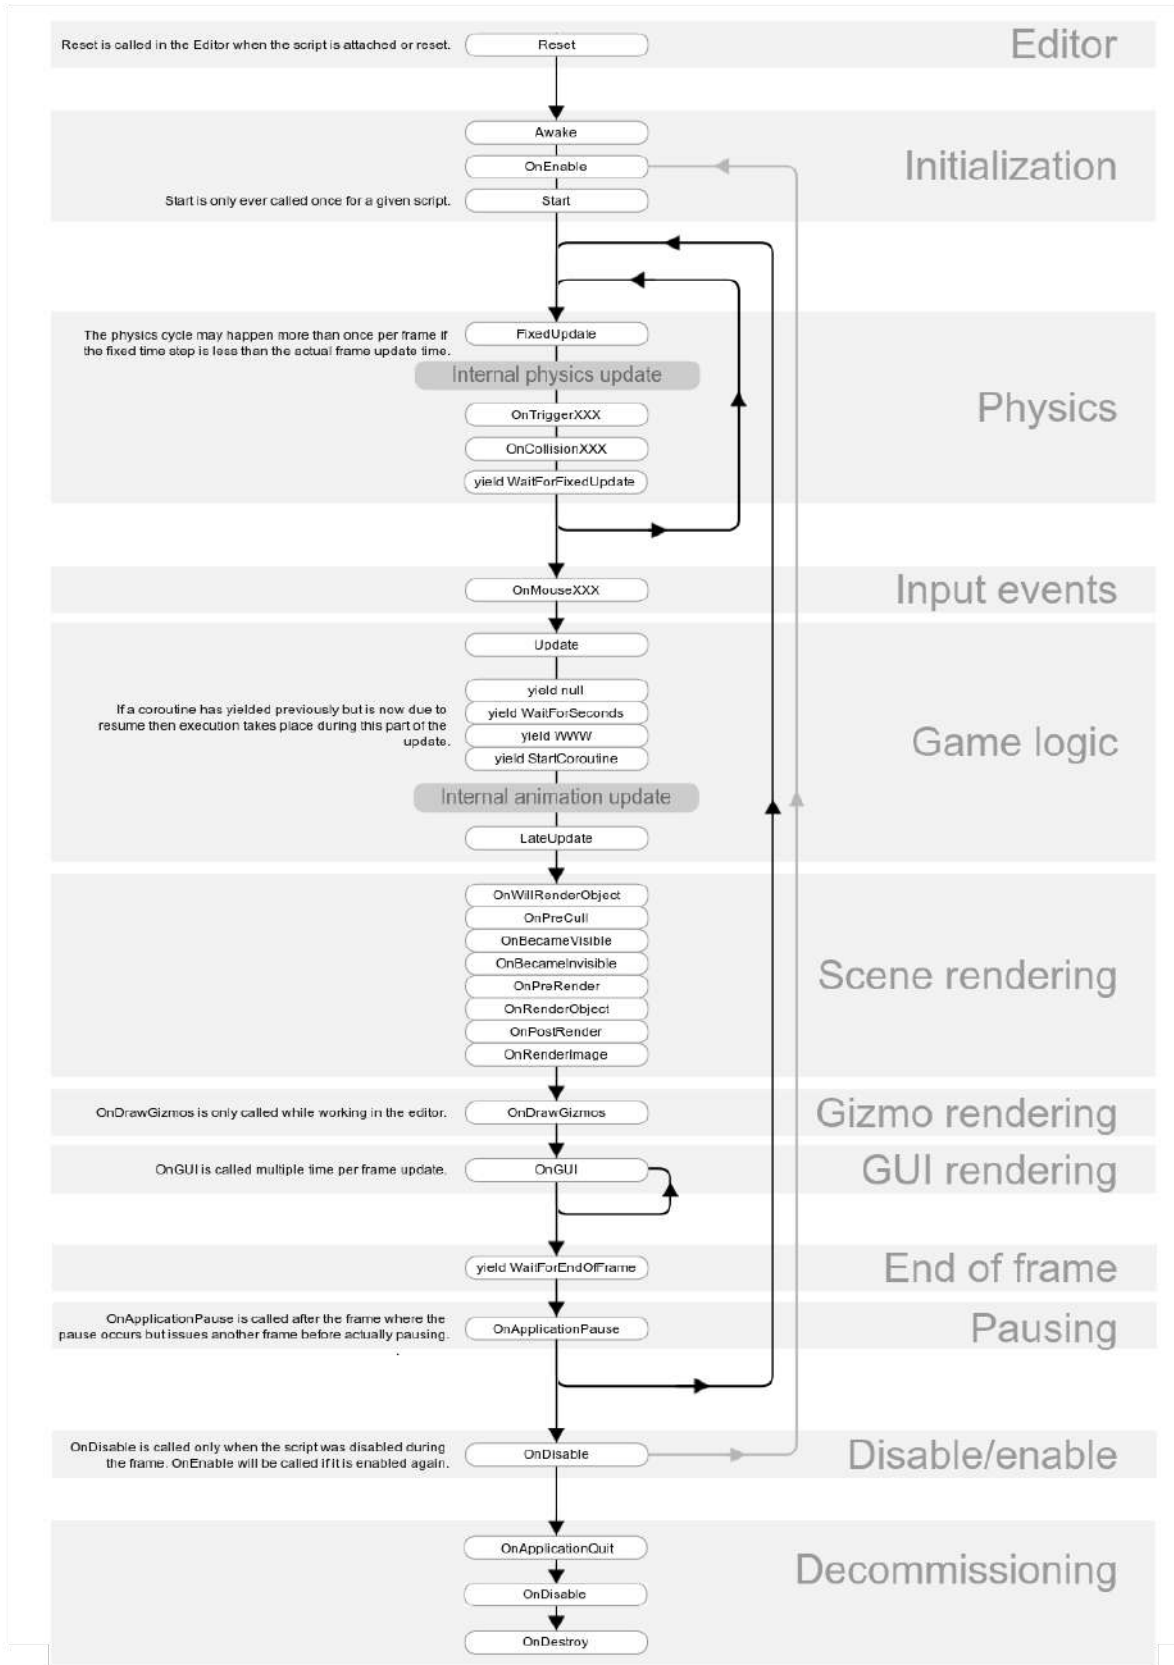 Reset is called in the Editor when the script is attached or reset.
Reset
Editor
Awake
OnEnable
Initialization
Start is only ever called once for a given script.
Start
The physics cycle may happen more than once per frame if
the fixed time step is less than the actual frame update time.
FixedUpdate
Internal physics update
OnTriggerXXX
Physics
OnCollisionXXX
yield WaitForFixedUpdate
OnMouseXXX
Input events
Update
yield null
If a coroutine has yielded previously but is now due to
resume then execution takes place during this part of the
update.
yield WaitForSeconds
yield WWW
yield StartCoroutine
Game logic
Internal animation update
LateUpdate
OnWillRenderObject
OnPreCull
OnBecameVisible
OnBecameInvisible
Scene rendering
OnPreRender
OnRenderObject
OnPostRender
OnRenderImage
OnDrawGizmos is only called while working in the editor.
OnDrawGizmos
Gizmo rendering
OnGUI is called multiple time per frame update.
OnGUI
GUI rendering
yield WaitForEndOfFrame
End of frame
OnApplicationPause is called after the frame where the
pause occurs but issues another frame before actually pausing.
OnApplicationPause
Pausing
OnDisable is called only when the script was disabled during
the frame. OnEnable will be called if it is enabled again.
OnDisable
Disable/enable
OnApplicationQuit
Decommissioning
OnDisable
OnDestroy